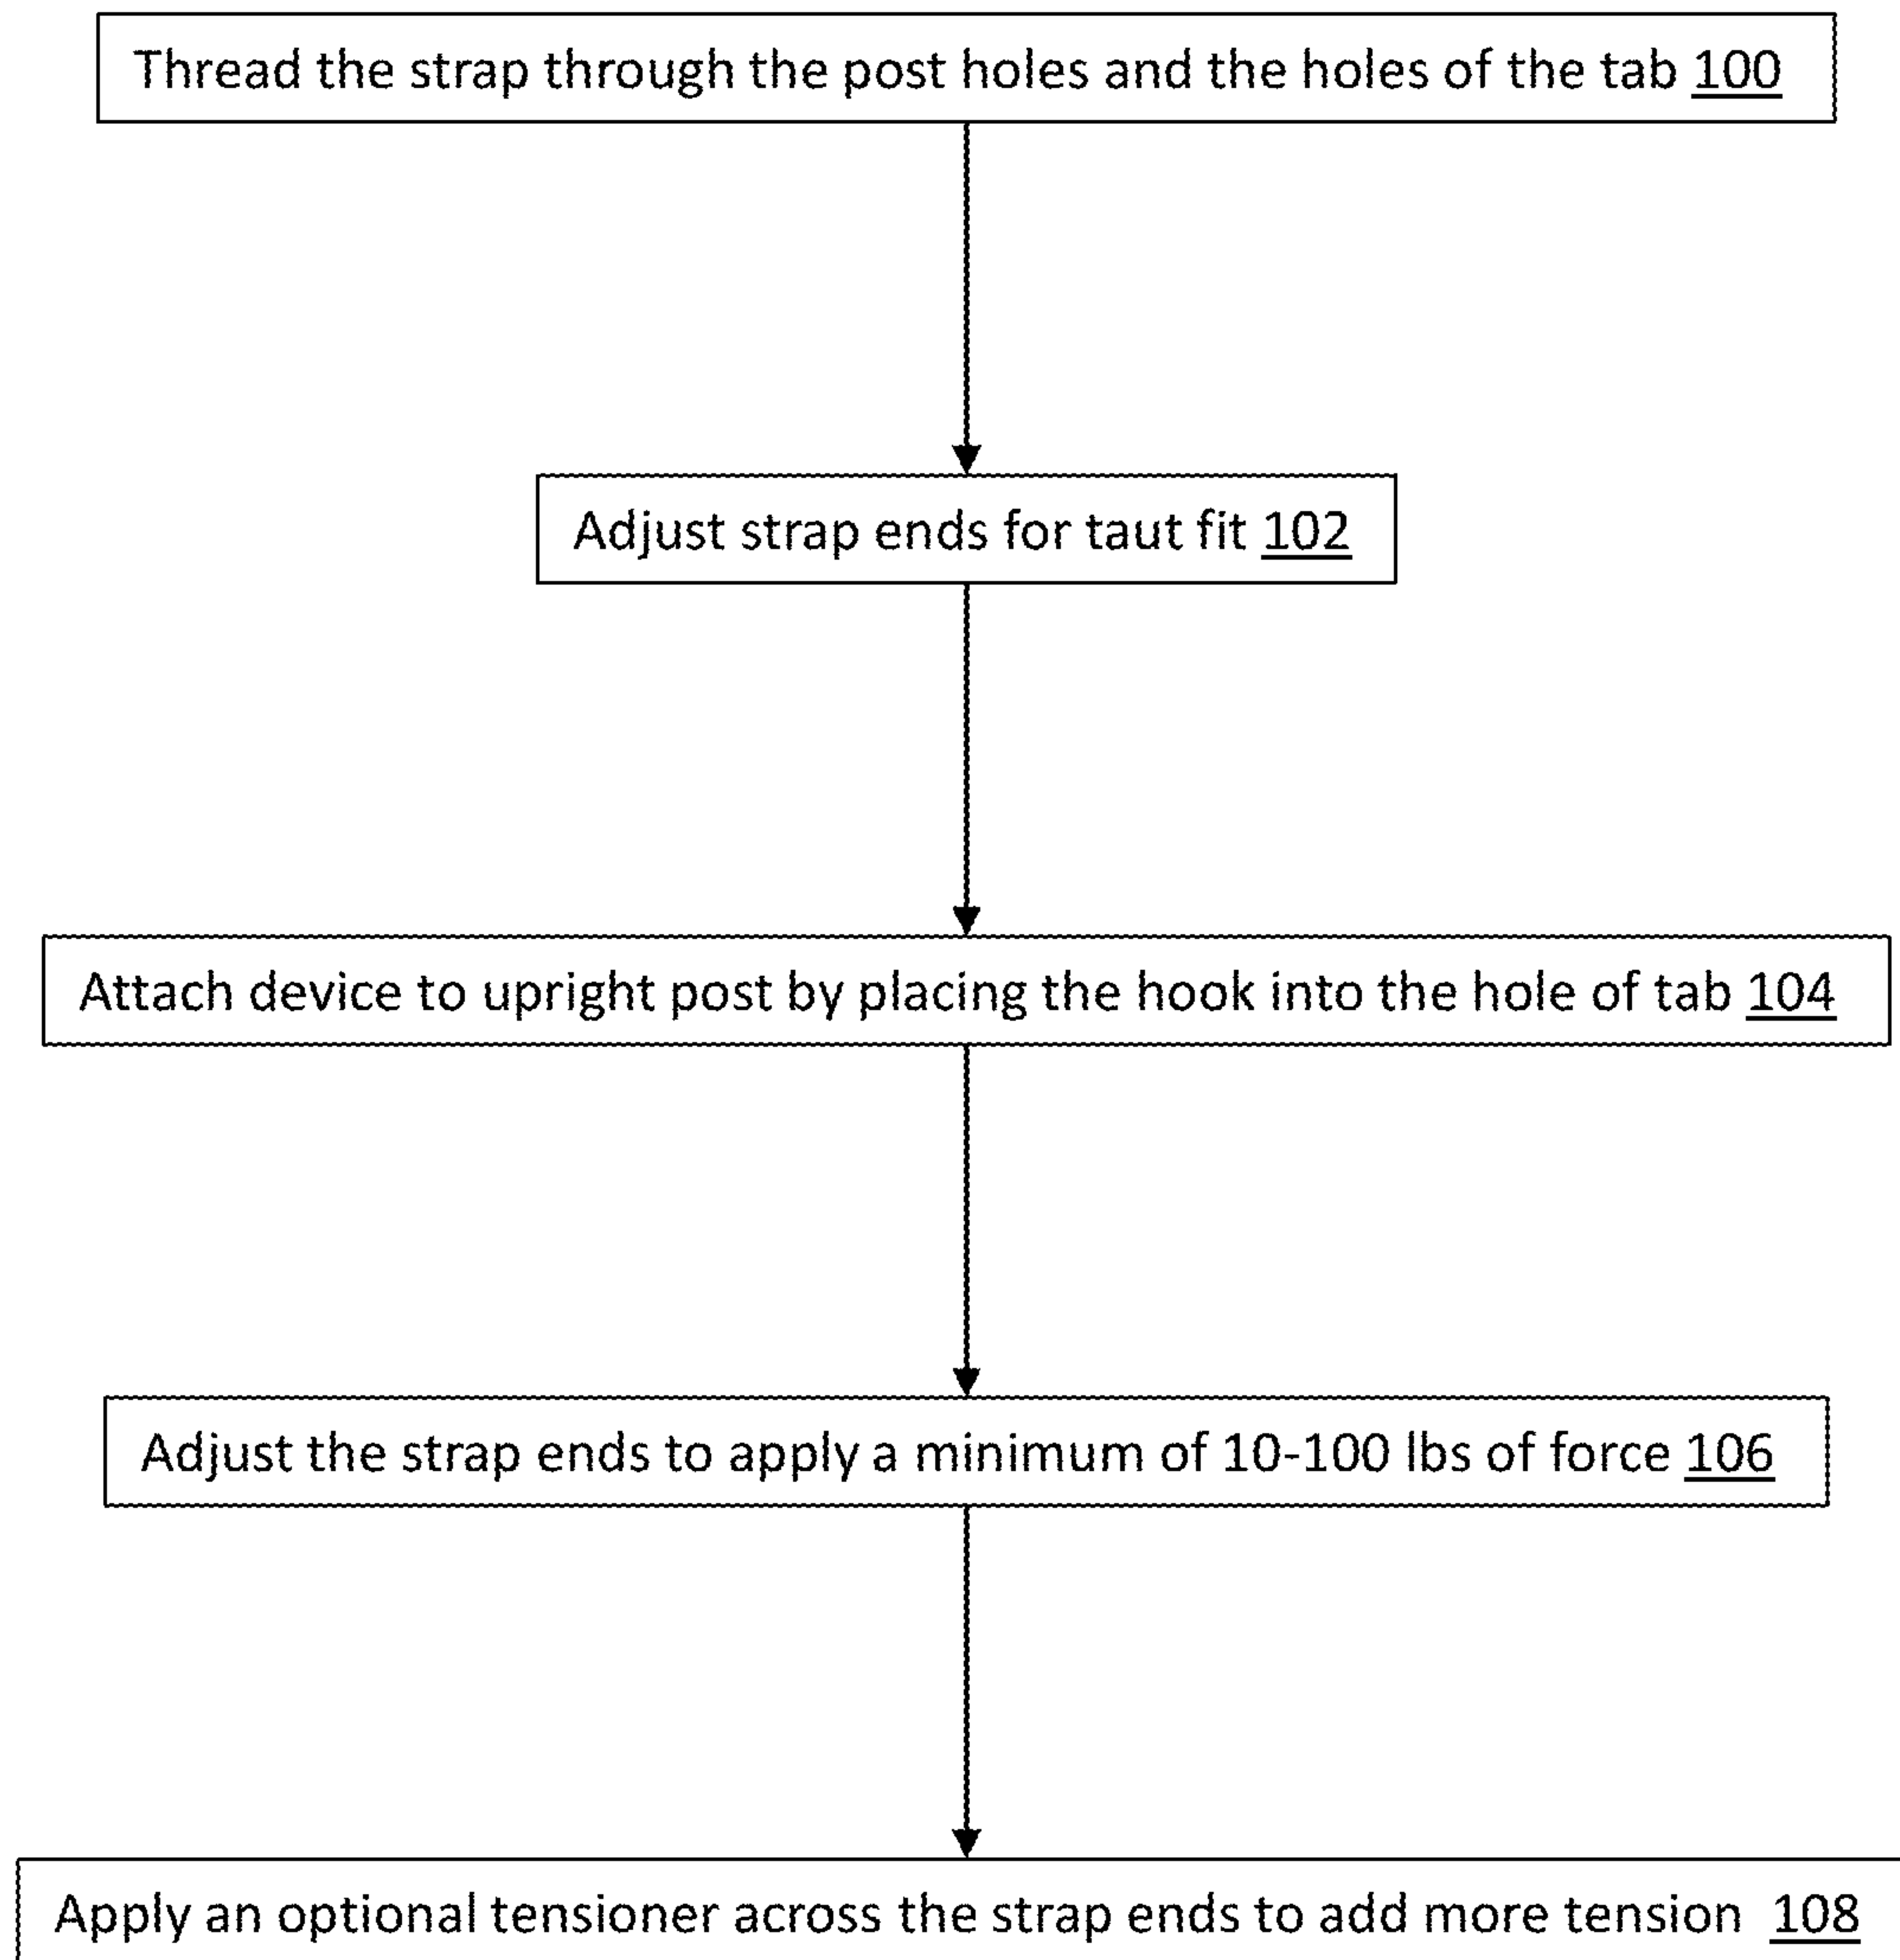 Thread the strap through the post holes and the holes of the tab 100
Adjust strap ends for taut fit 102
Attach device to upright post by placing the hook into the hole of tab 104
Adjust the strap ends to apply a minimum of 10-100 lbs of force 106
Apply an optional tensioner across the strap ends to add more tension 108